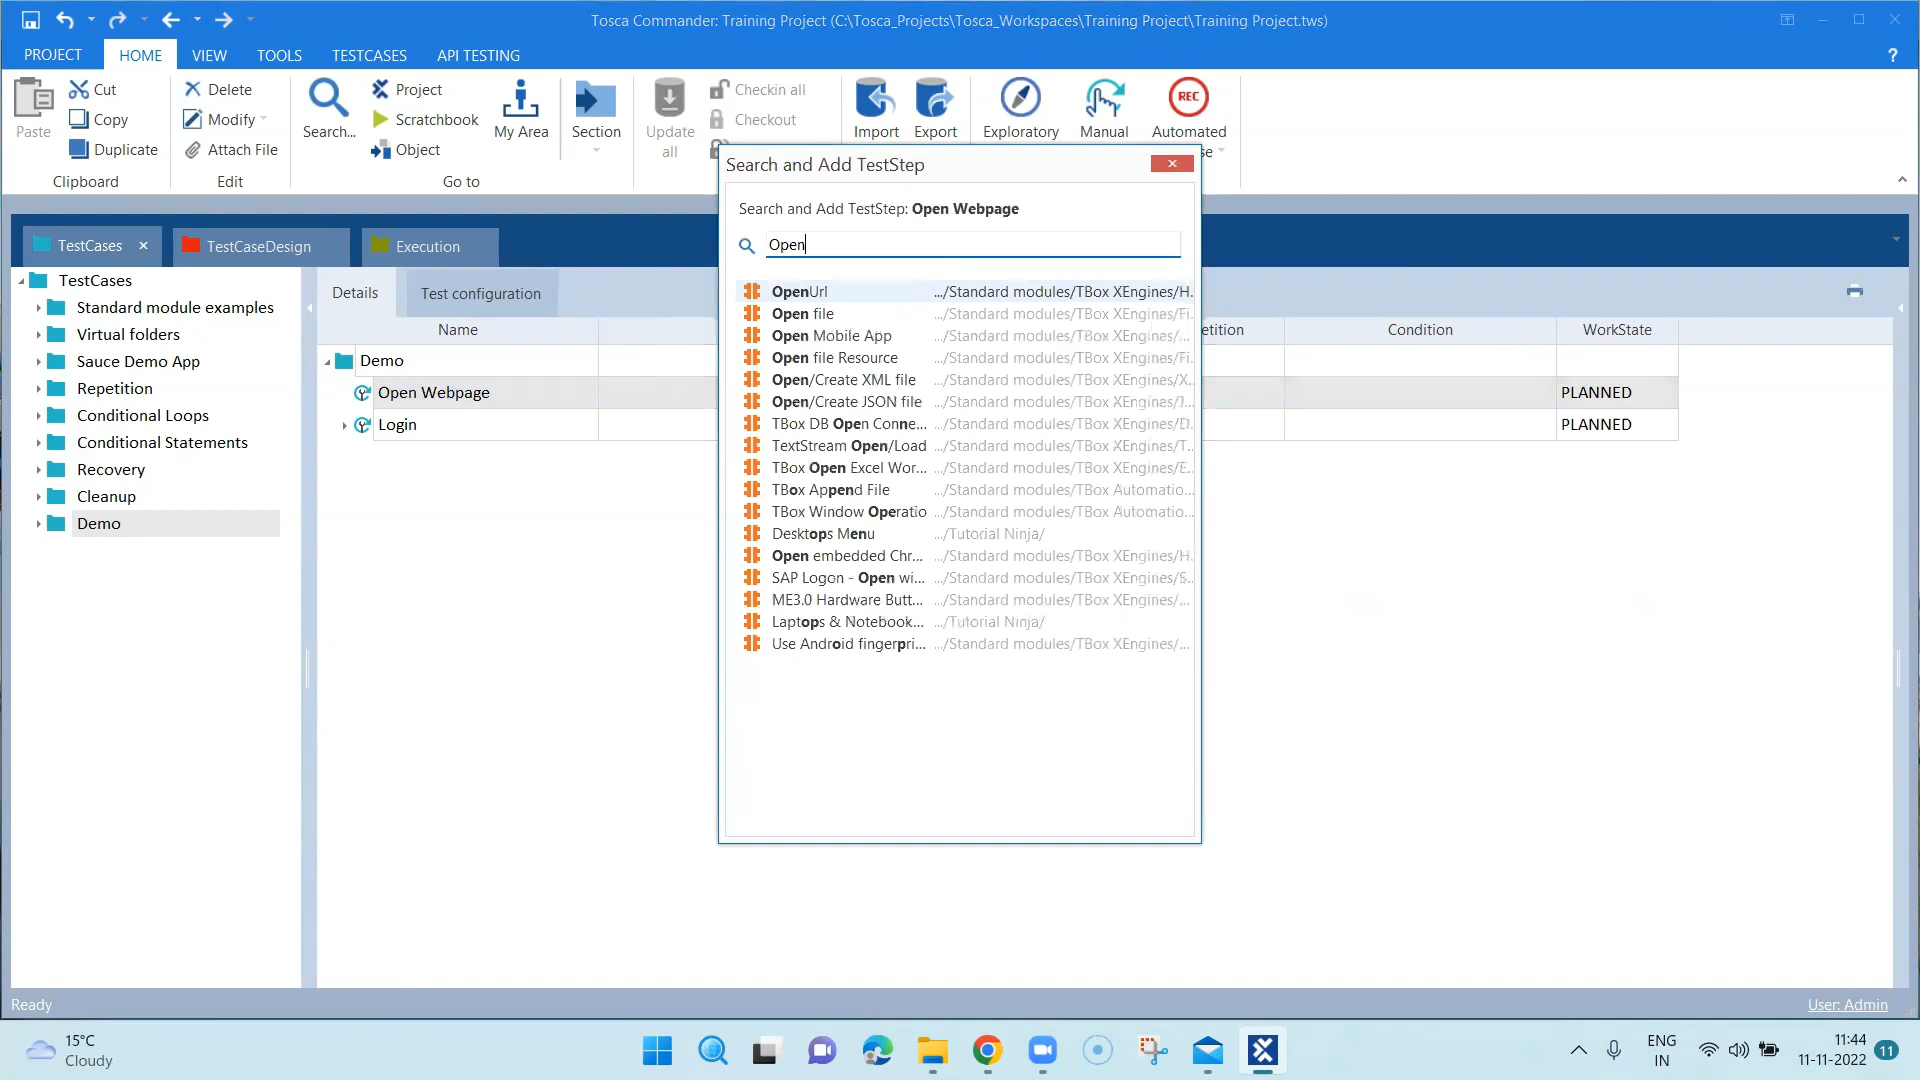 Tosca Commander: Training Project (C:\Tosca_Projects\Tosca_Workspaces\Training Project\Training Project.tws)
PROJECT HOME VIEW TOOLS TESTCASES API TESTING ?
Paste
Cut
Copy
Duplicate
Clipboard
Delete
Modify
Attach File
Edit
Search...
Project
Scratchbook
Object
My Area
Go to
Section
Update all
Checkin all
Checkout
Import
Export
Exploratory
Manual
REC
Automated
se
TestCases
TestCaseDesign
Execution
TestCases
Standard module examples
Virtual folders
Sauce Demo App
Repetition
Conditional Loops
Conditional Statements
Recovery
Cleanup
Demo
Details
Test configuration
Name etition Condition WorkState
Demo
Open Webpage PLANNED
Login PLANNED
Search and Add TestStep
Search and Add TestStep: Open Webpage
Open
OpenUrl .../Standard modules/TBox XEngines/H.
Open file .../Standard modules/TBox XEngines/Fi.
Open Mobile App .../Standard modules/TBox XEngines/...
Open file Resource .../Standard modules/TBox XEngines/Fi.
Open/Create XML file .../Standard modules/TBox XEngines/X.
Open/Create JSON file .../Standard modules/TBox XEngines/J.
TBox DB Open Conne... .../Standard modules/TBox XEngines/D.
TextStream Open/Load .../Standard modules/TBox XEngines/T.
TBox Open Excel Wor... .../Standard modules/TBox XEngines/E.
TBox Append File .../Standard modules/TBox Automatio...
TBox Window Operatio .../Standard modules/TBox Automatio...
Desktops Menu .../Tutorial Ninja/
Open embedded Chr... .../Standard modules/TBox XEngines/H.
SAP Logon - Open wi... .../Standard modules/TBox XEngines/S.
ME3.0 Hardware Butt... .../Standard modules/TBox XEngines/...
Laptops & Notebook... .../Tutorial Ninja/
Use Android fingerpri... .../Standard modules/TBox XEngines/...
Ready
User: Admin
15°C
Cloudy
ENG
IN
11:44
11-11-2022
11